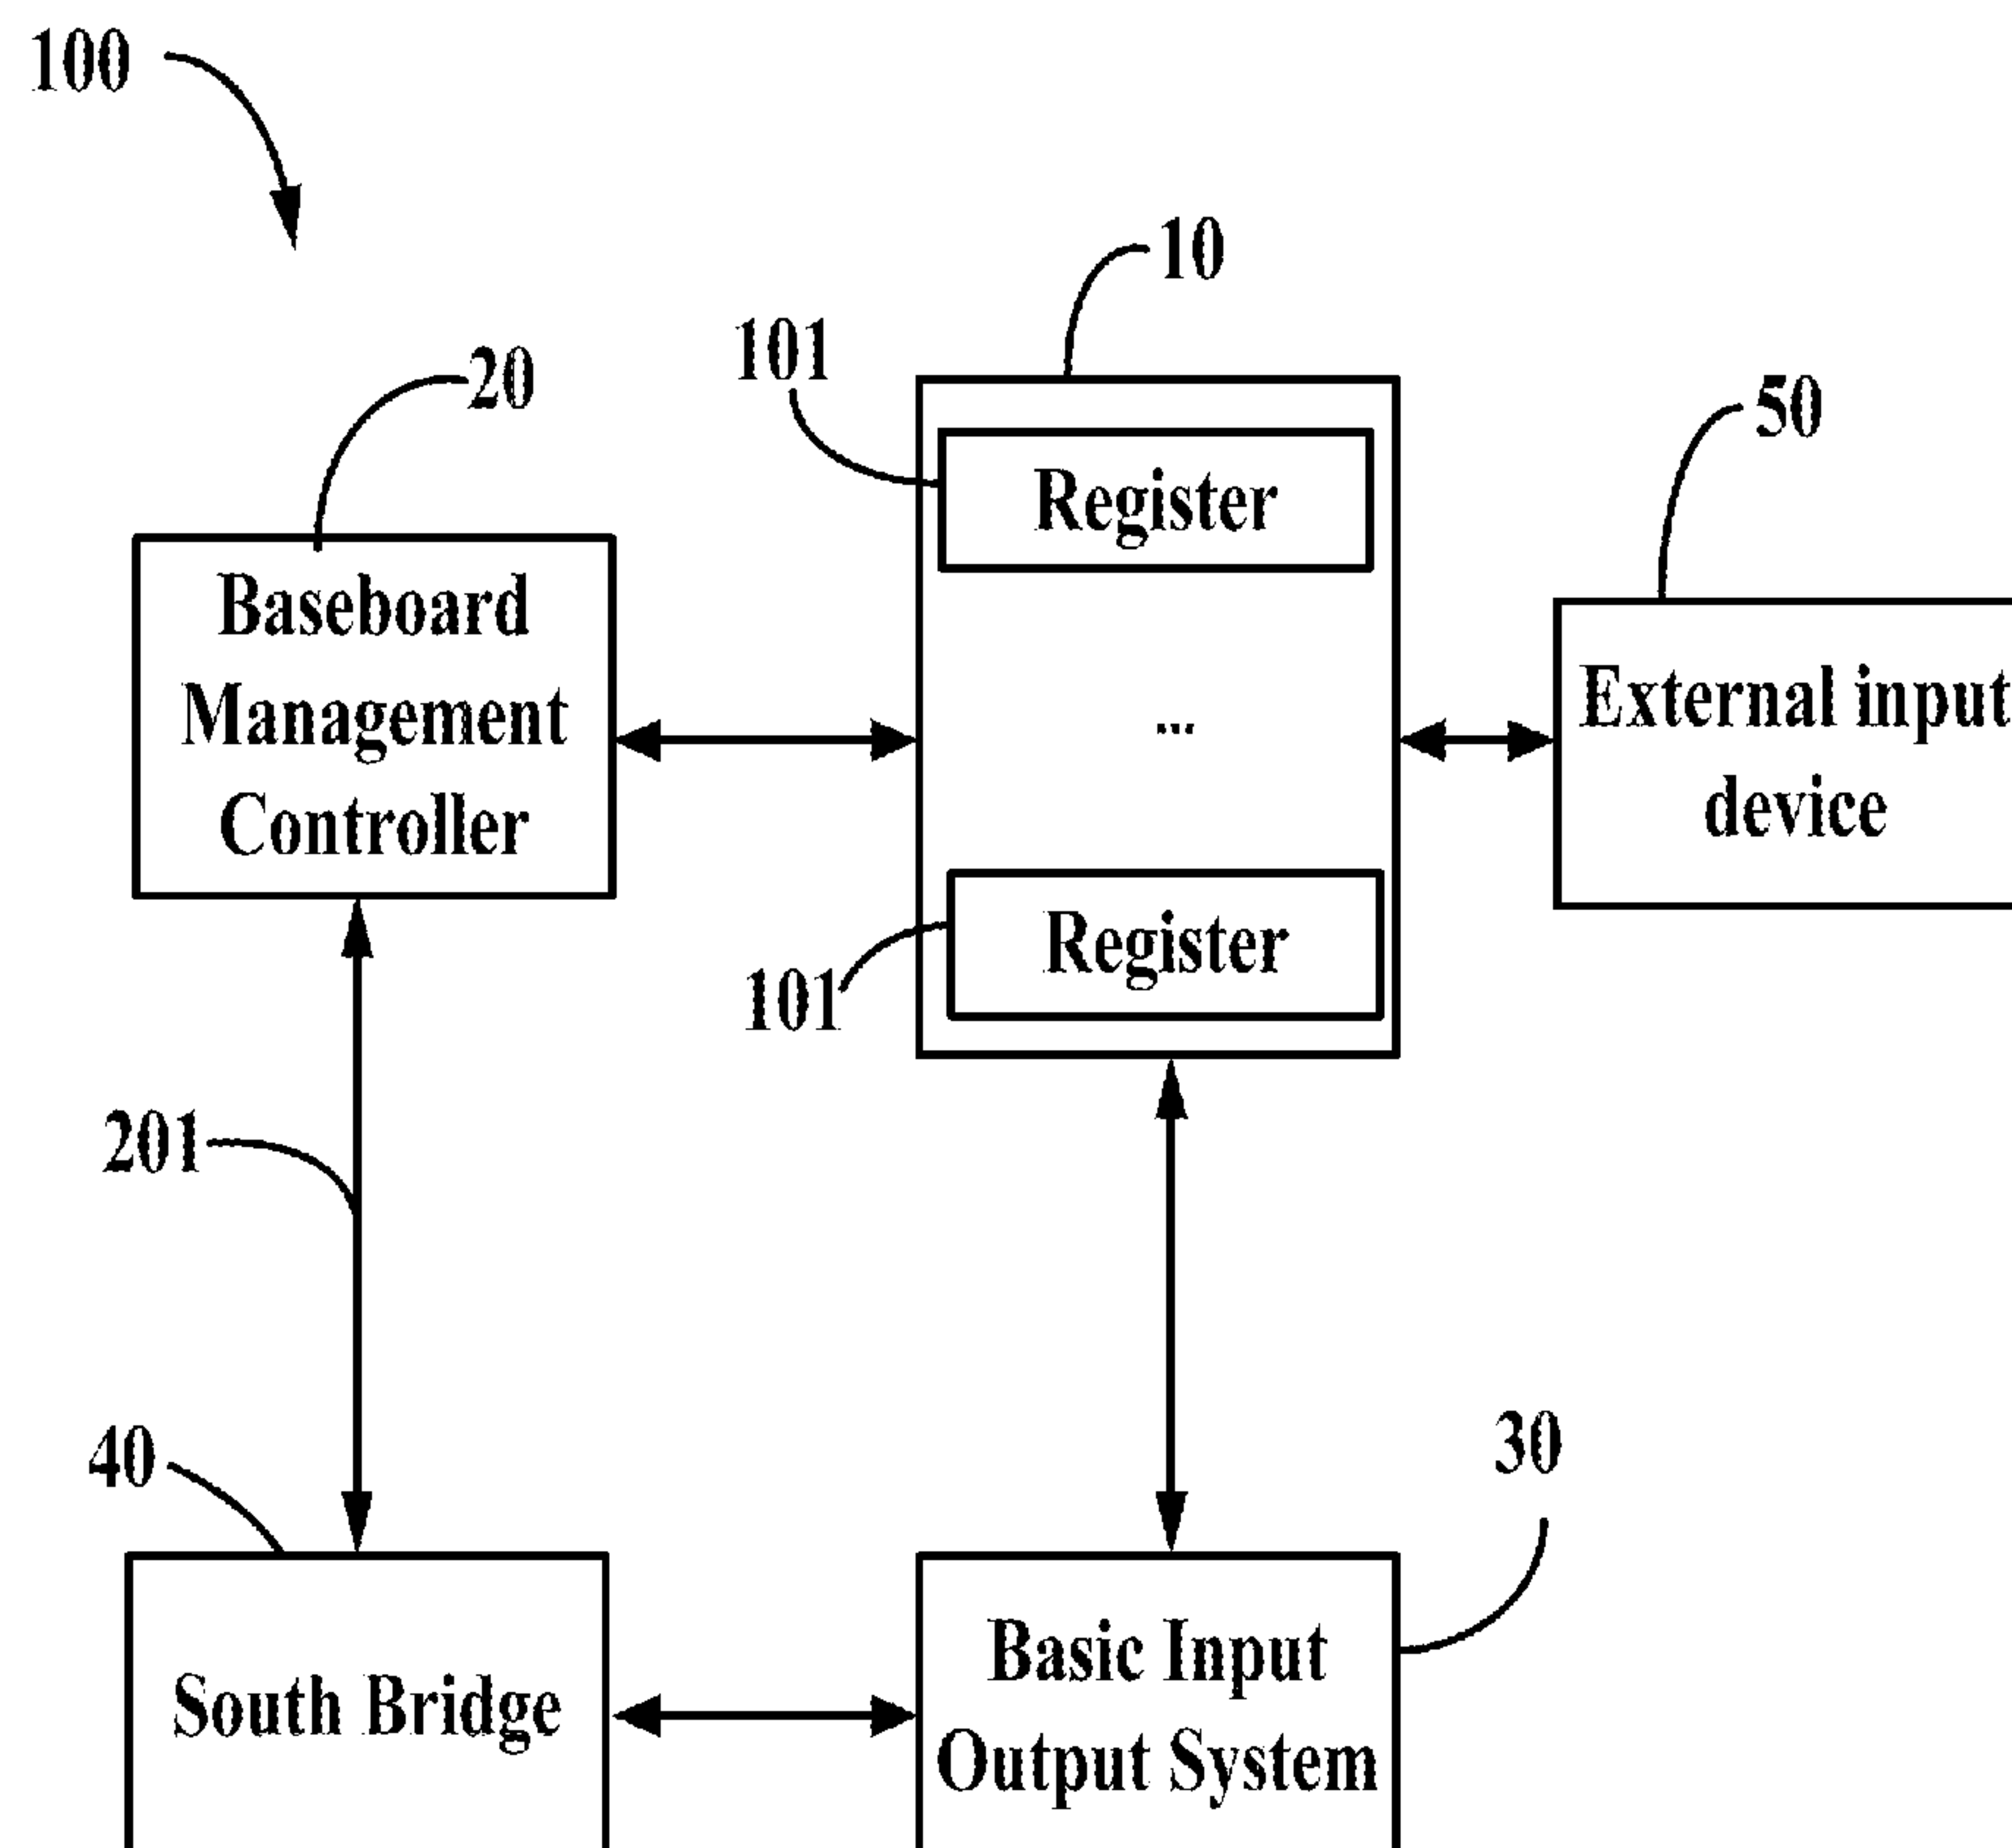 100
10
101
20
50
Register
Baseboard
Management
Controller
...
External input
device
Register
101
201
40
30
South Bridge
Basic Input
Output System